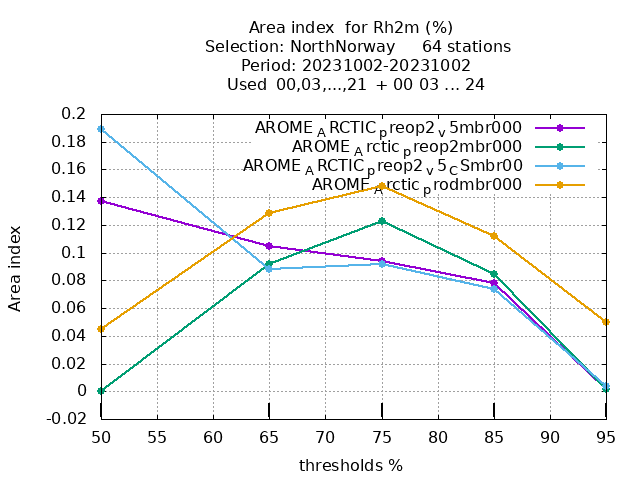 Area index  for Rh2m (%)
Selection: NorthNorway     64 stations
Period: 20231002-20231002
Used  00,03,...,21  + 00 03 ... 24
AROME_ARCTIC_preop2_v5mbr000
AROME_Arctic_preop2mbr000
AROME_ARCTIC_preop2_v5_CSmbr00
AROME_Arctic_prodmbr000
0.2
0.18
0.16
0.14
0.12
0.1
0.08
0.06
0.04
0.02
0
-0.02
Area index
50 55 60 65 70 75 80 85 90 95
thresholds %